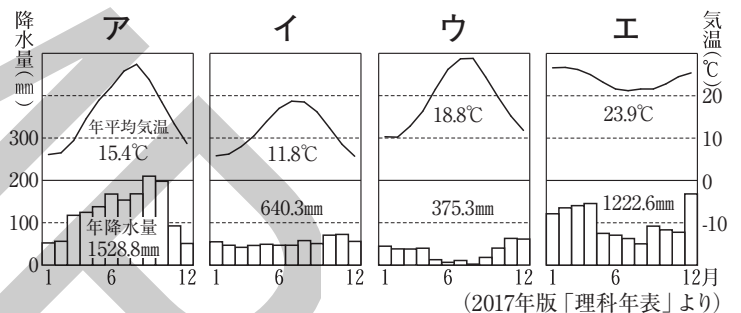 降水量(㎜)
ア イ ウ エ
気温(℃)
300
200
100
0
年平均気温
15.4℃
年降水量
1528.8㎜
11.8℃
640.3㎜
18.8℃
375.3㎜
23.9℃
1222.6㎜
20
10
0
-10
1 6 12 1 6 12 1 6 12 1 6 12月
(2017年版「理科年表」より)